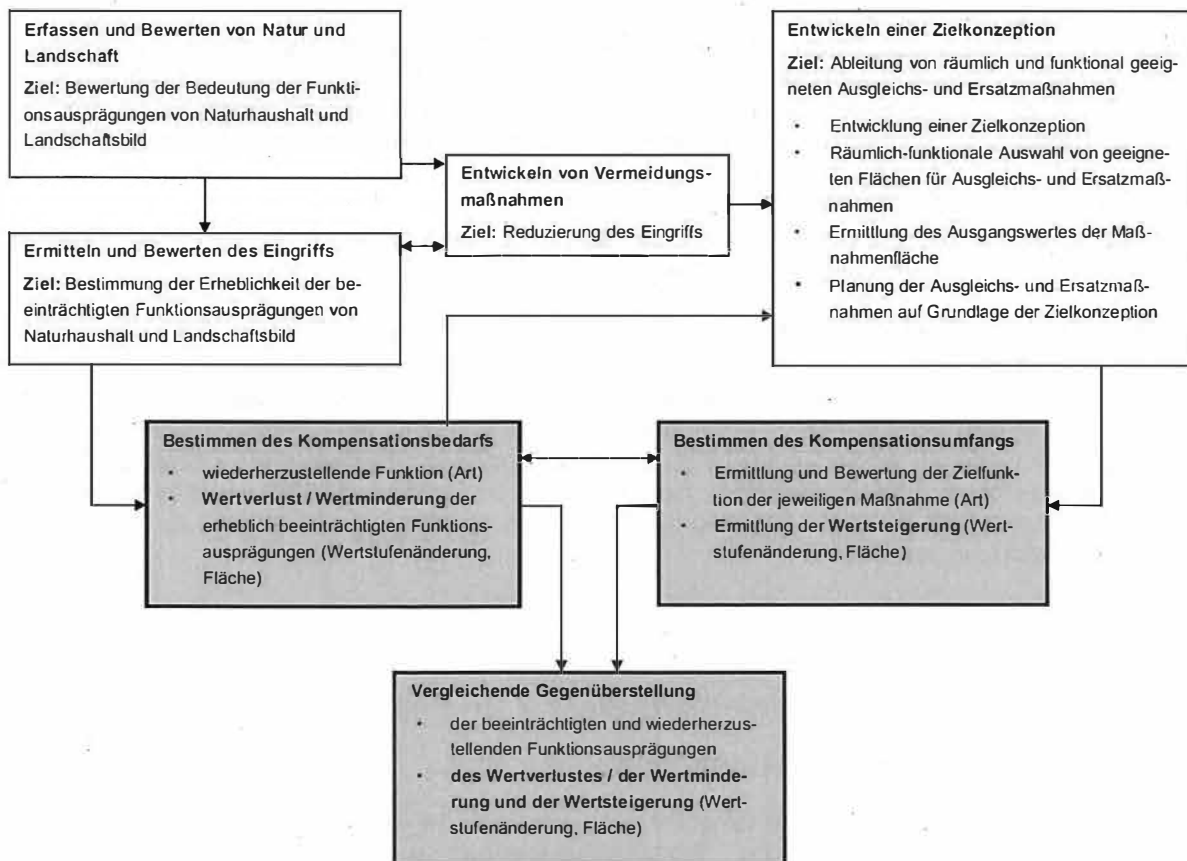 Erfassen und Bewerten von Natur und
Landschaft
Ziel: Bewertung der Bedeutung der Funkti-
onsausprägungen von Naturhaushalt und
Landschaftsbild
Entwickeln von Vermeidungs-
maßnahmen
Ziel: Reduzierung des Eingriffs
Entwickeln einer Zielkonzeption
Ziel: Ableitung von räumlich und funktional geeig-
neten Ausgleichs- und Ersatzmaßnahmen
• Entwicklung einer Zielkonzeption
• Räumlich-funktionale Auswahl von geeigne-
ten Flächen für Ausgleichs- und Ersatzmaß-
nahmen
• Ermittlung des Ausgangswertes der Maß-
nahmenfläche
• Planung der Ausgleichs- und Ersatzmaß-
nahmen auf Grundlage der Zielkonzeption
Ermitteln und Bewerten des Eingriffs
Ziel: Bestimmung der Erheblichkeit der be-
einträchtigten Funktionsausprägungen von
Naturhaushalt und Landschaftsbild
Bestimmen des Kompensationsbedarfs
• wiederherzustellende Funktion (Art)
• Wertverlust / Wertminderung der
erheblich beeinträchtigten Funktions-
ausprägungen (Wertstufenänderung,
Fläche)
Bestimmen des Kompensationsumfangs
• Ermittlung und Bewertung der Zielfunk-
tion der jeweiligen Maßnahme (Art)
• Ermittlung der Wertsteigerung (Wert-
stufenänderung, Fläche)
Vergleichende Gegenüberstellung
• der beeinträchtigten und wiederherzu-
stellenden Funktionsausprägungen
• des Wertverlustes / der Wertminde-
rung und der Wertsteigerung (Wert-
stufenänderung, Fläche)